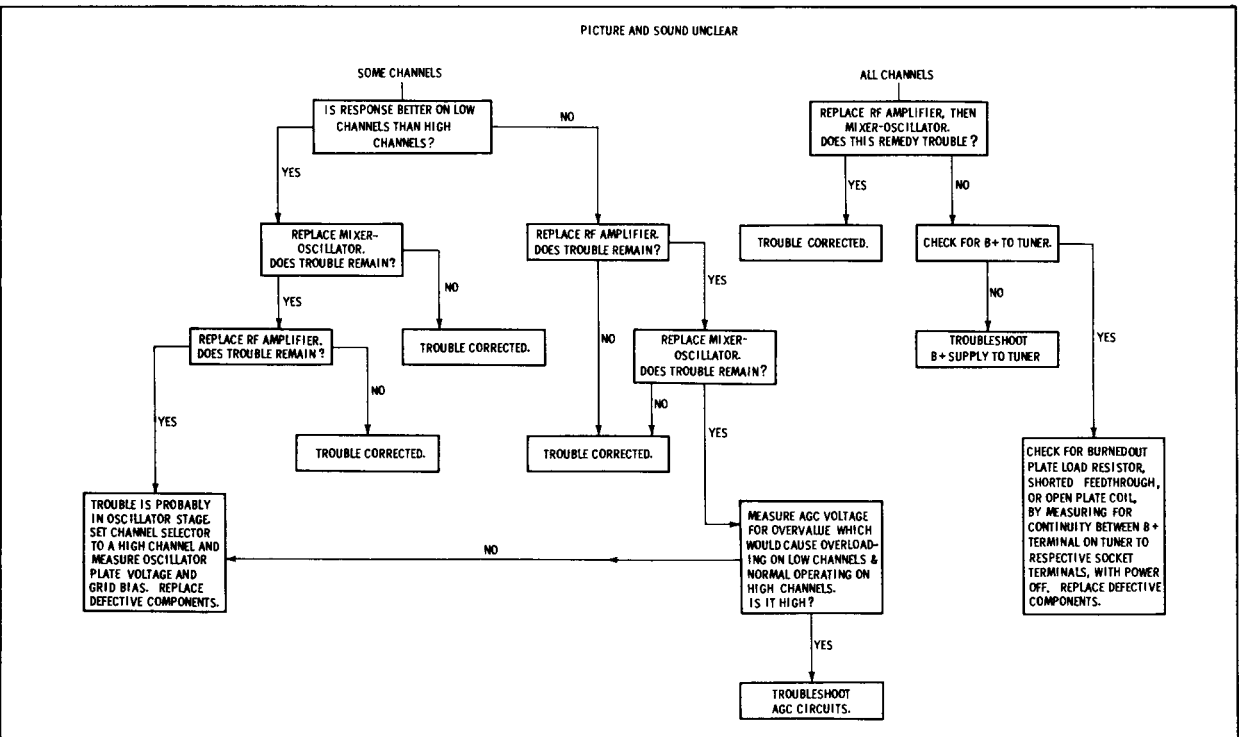 PICTURE AND SOUND UNCLEAR
SOME CHANNELS
IS RESPONSE BETTER ON LOW
CHANNELS THAN HIGH
CHANNELS?
YES
NO
REPLACE MIXER-
OSCILLATOR.
DOES TROUBLE REMAIN?
YES
NO
REPLACE RF AMPLIFIER.
DOES TROUBLE REMAIN?
TROUBLE CORRECTED.
YES
NO
TROUBLE CORRECTED.
TROUBLE IS PROBABLY
IN OSCILLATOR STAGE.
SET CHANNEL SELECTOR
TO A HIGH CHANNEL AND
MEASURE OSCILLATOR
PLATE VOLTAGE AND
GRID BIAS. REPLACE
DEFECTIVE COMPONENTS.
REPLACE RF AMPLIFIER.
DOES TROUBLE REMAIN?
YES
NO
REPLACE MIXER-
OSCILLATOR.
DOES TROUBLE REMAIN?
NO
YES
TROUBLE CORRECTED.
MEASURE AGC VOLTAGE
FOR OVERVALUE WHICH
WOULD CAUSE OVERLOAD-
ING ON LOW CHANNELS &
NORMAL OPERATING ON
HIGH CHANNELS.
IS IT HIGH?
NO
YES
TROUBLESHOOT
AGC CIRCUITS.
ALL CHANNELS
REPLACE RF AMPLIFIER, THEN
MIXER-OSCILLATOR.
DOES THIS REMEDY TROUBLE?
YES
NO
TROUBLE CORRECTED.
CHECK FOR B+ TO TUNER.
NO
YES
TROUBLESHOOT
B+ SUPPLY TO TUNER
CHECK FOR BURNEDOUT
PLATE LOAD RESISTOR,
SHORTED FEEDTHROUGH,
OR OPEN PLATE COIL,
BY MEASURING FOR
CONTINUITY BETWEEN B+
TERMINAL ON TUNER TO
RESPECTIVE SOCKET
TERMINALS, WITH POWER
OFF. REPLACE DEFECTIVE
COMPONENTS.